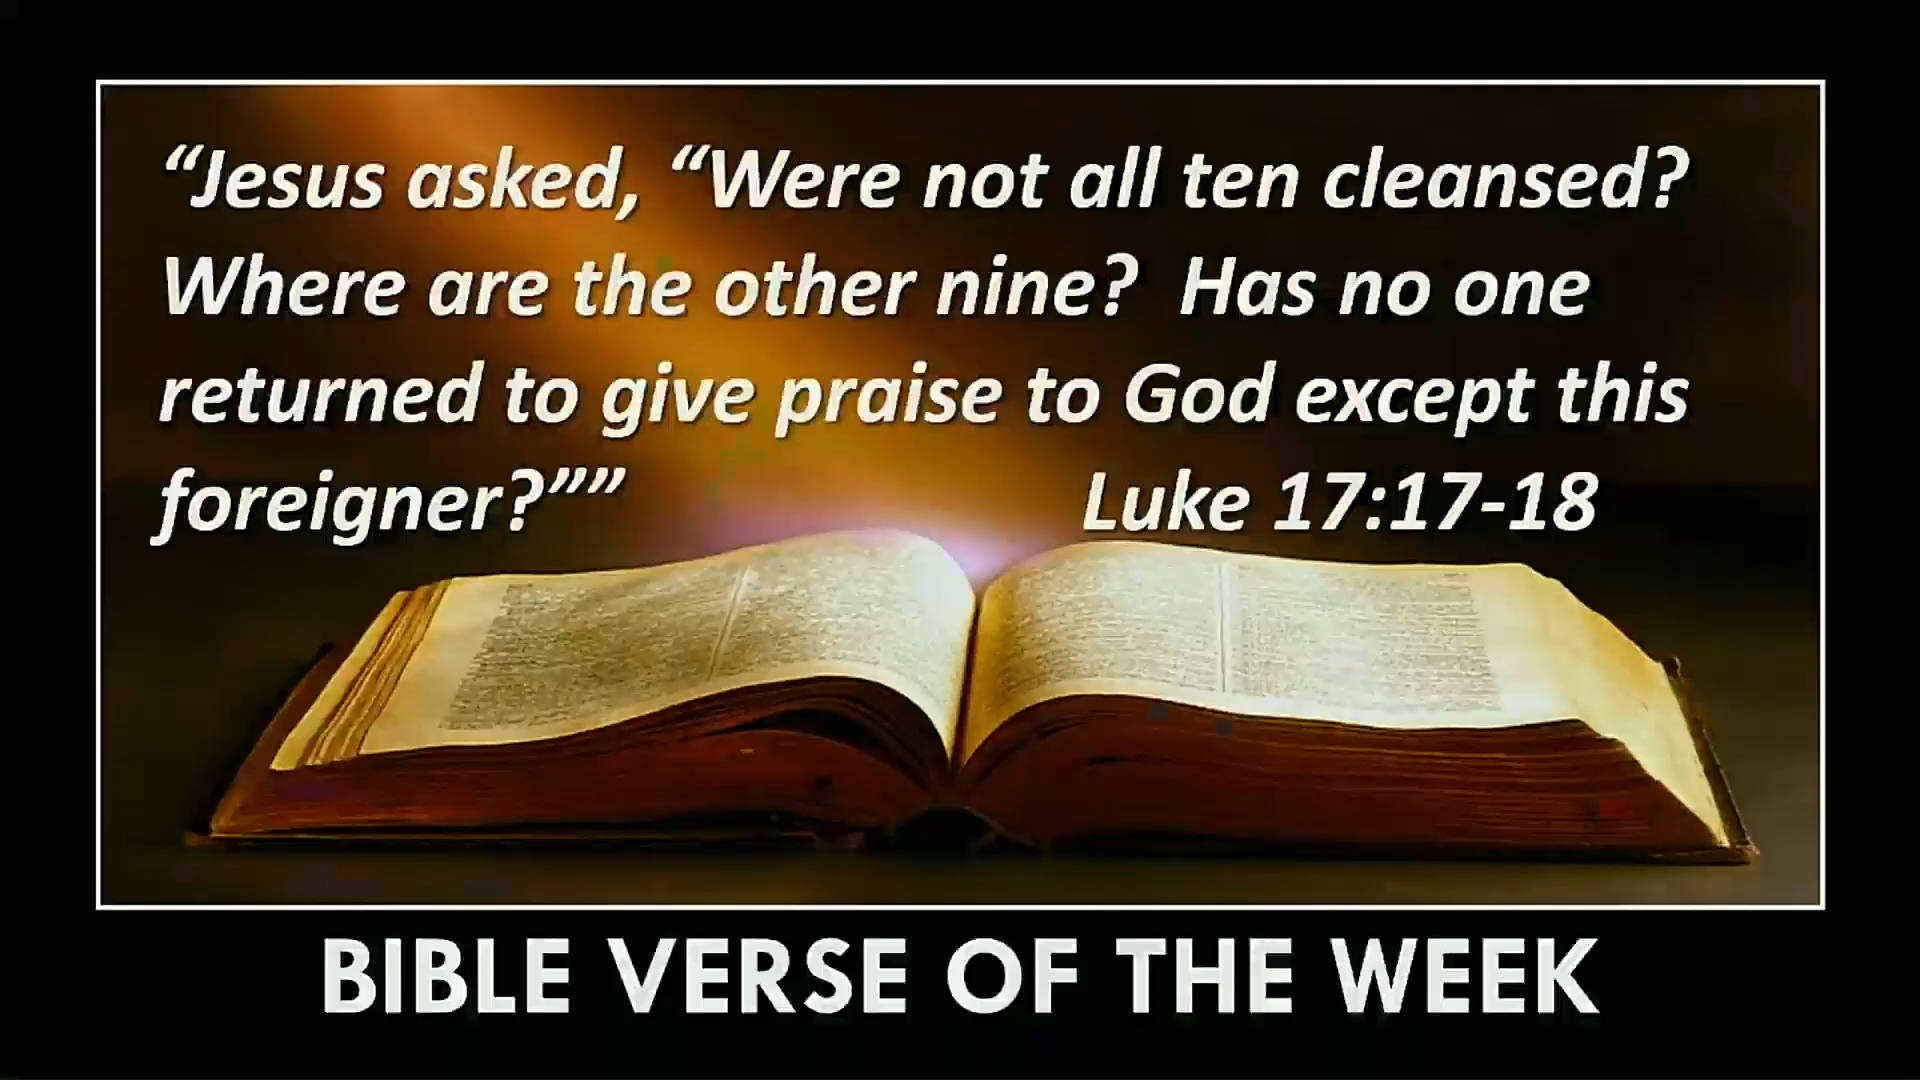 “Jesus asked, “Were not all ten cleansed?
Where are the other nine?  Has no one
returned to give praise to God except this
foreigner?”” Luke 17:17-18
BIBLE VERSE OF THE WEEK